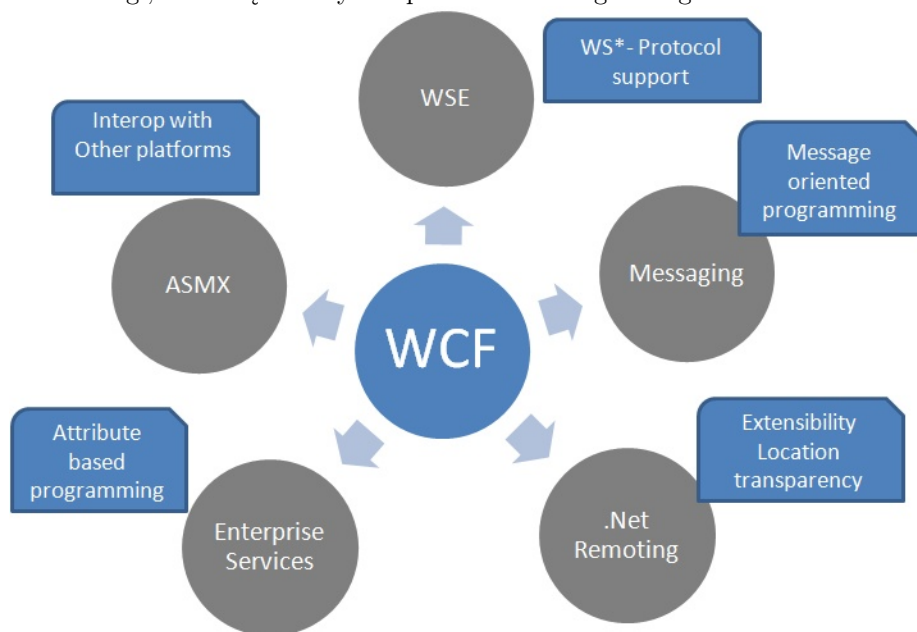 WS*- Protocol
support
WSE
Interop with
Other platforms
Message
oriented
programming
ASMX
Messaging
WCF
Attribute
based
programming
Extensibility
Location
transparency
Enterprise
Services
.Net
Remoting